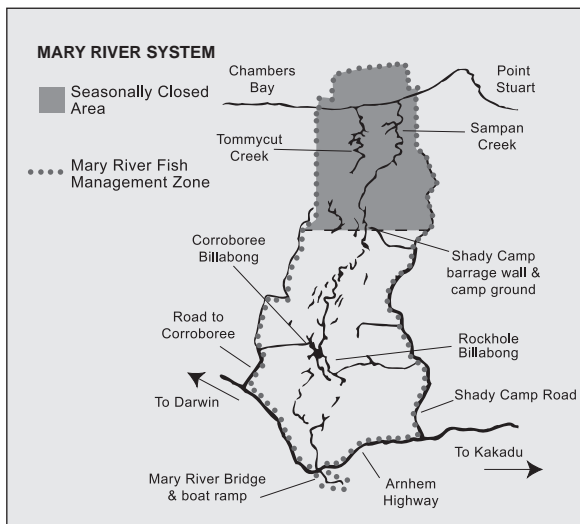 MARY RIVER SYSTEM
Seasonally Closed
Area
Mary River Fish
Management Zone
Chambers
Bay
Point
Stuart
Tommycut
Creek
Sampan
Creek
Corroboree
Billabong
Shady Camp
barrage wall &
camp ground
Road to
Corroboree
Rockhole
Billabong
To Darwin
Shady Camp Road
To Kakadu
Mary River Bridge
& boat ramp
Arnhem
Highway